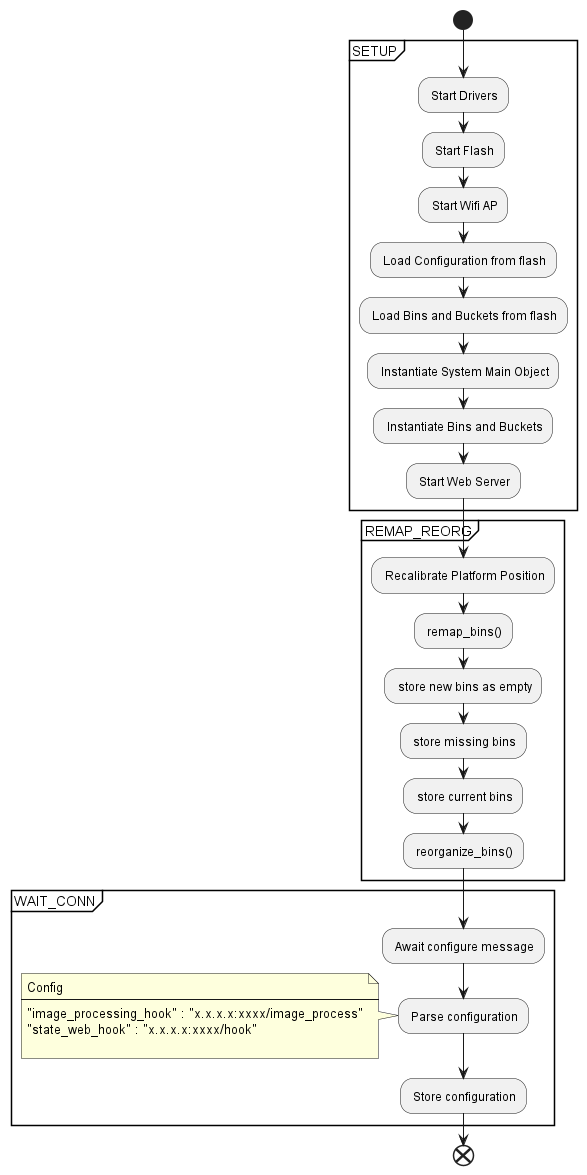 SETUP
Start Drivers
Start Flash
Start Wifi AP
Load Configuration from flash
Load Bins and Buckets from flash
Instantiate System Main Object
Instantiate Bins and Buckets
Start Web Server
REMAP_REORG
Recalibrate Platform Position
remap_bins()
store new bins as empty
store missing bins
store current bins
reorganize_bins()
WAIT_CONN
Await configure message
Config
"image_processing_hook" : "x.x.x.x:xxxx/image_process"
"state_web_hook" : "x.x.x.x:xxxx/hook"
Parse configuration
Store configuration